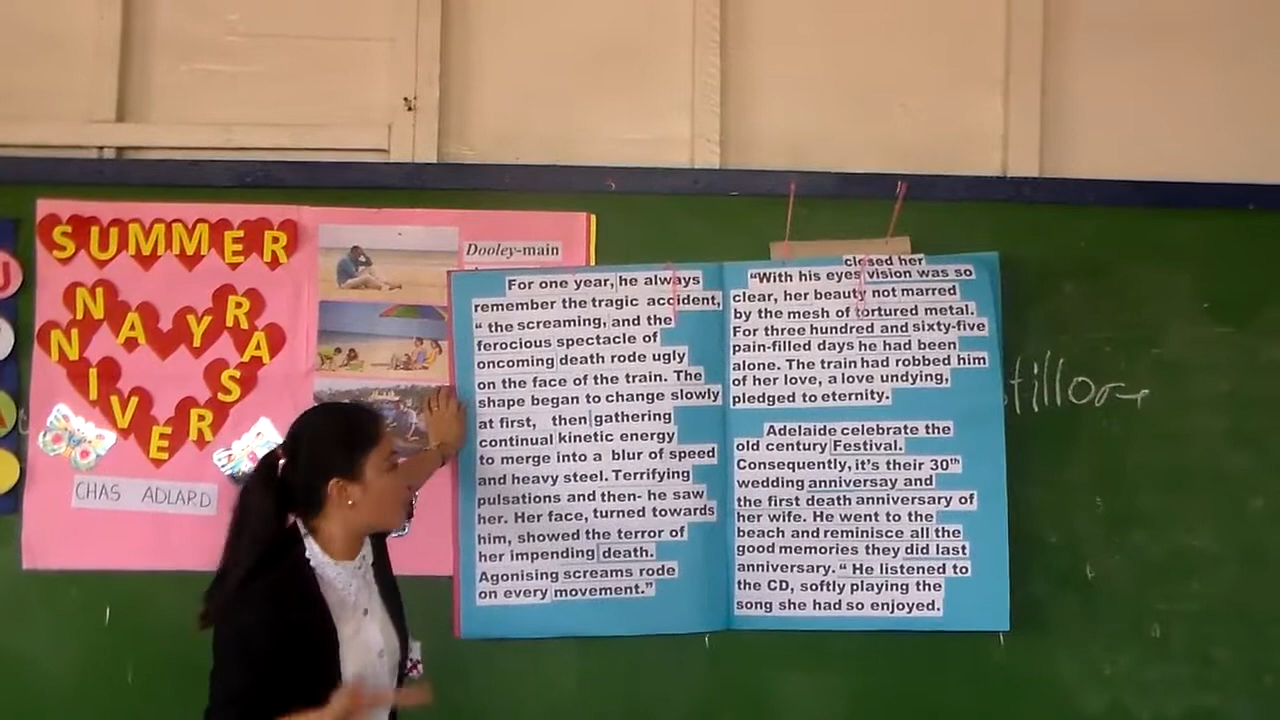 SUMMER
ANNIVERSRAY
CHAS ADLARD
Dooley-main
For one year, he always
remember the tragic accident,
“ the screaming, and the
ferocious spectacle of
oncoming death rode ugly
on the face of the train. The
shape began to change slowly
at first, then gathering
continual kinetic energy
to merge into a blur of speed
and heavy steel. Terrifying
pulsations and then- he saw
her. Her face, turned towards
him, showed the terror of
her impending death.
Agonising screams rode
on every movement.”
closed her
“With his eyes vision was so
clear, her beauty not marred
by the mesh of tortured metal.
For three hundred and sixty-five
pain-filled days he had been
alone. The train had robbed him
of her love, a love undying,
pledged to eternity.
Adelaide celebrate the
old century Festival.
Consequently, it’s their 30th
wedding anniversay and
the first death anniversary of
her wife. He went to the
beach and reminisce all the
good memories they did last
anniversary. “ He listened to
the CD, softly playing the
song she had so enjoyed.
U
A